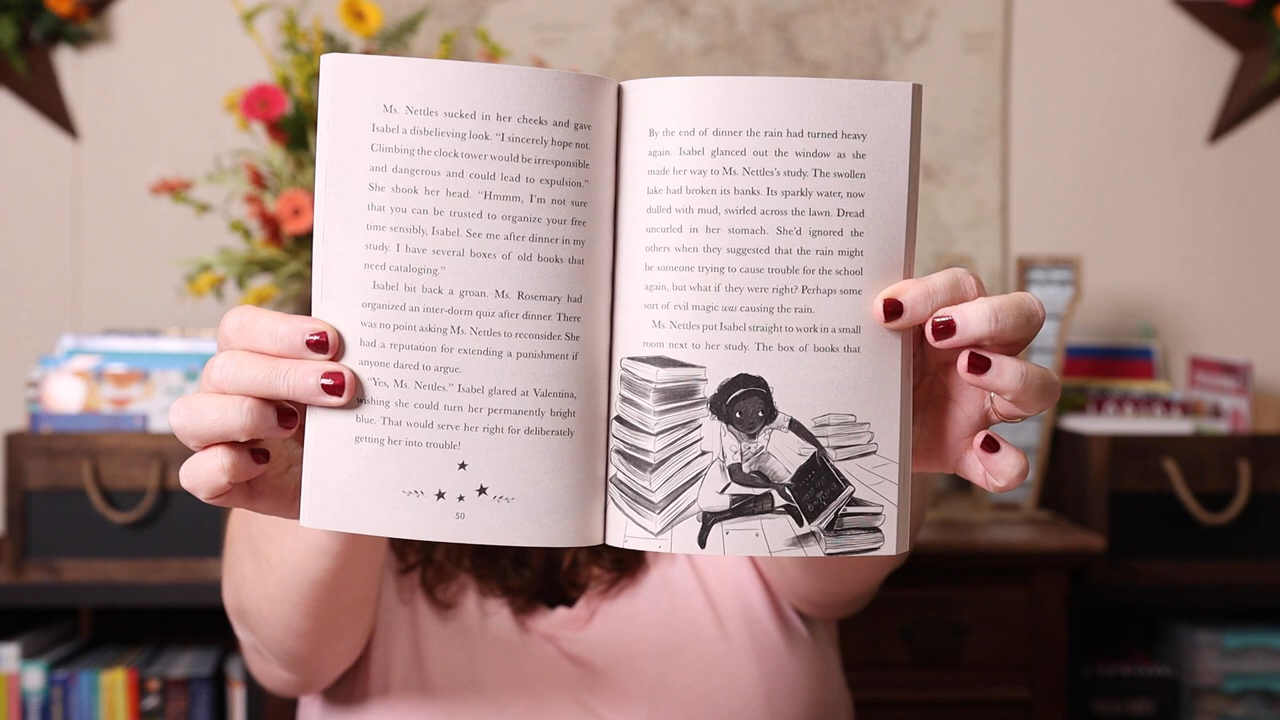 Ms. Nettles sucked in her cheeks and gave
Isabel a disbelieving look. “I sincerely hope not.
Climbing the clock tower would be irresponsible
and dangerous and could lead to expulsion.”
She shook her head. “Hmmm, I’m not sure
that you can be trusted to organize your free
time sensibly, Isabel. See me after dinner in my
study. I have several boxes of old books that
need cataloging.”
Isabel bit back a groan. Ms. Rosemary had
organized an inter-dorm quiz after dinner. There
was no point asking Ms. Nettles to reconsider. She
had a reputation for extending a punishment if
anyone dared to argue.
“Yes, Ms. Nettles.” Isabel glared at Valentina,
wishing she could turn her permanently bright
blue. That would serve her right for deliberately
getting her into trouble!
50
By the end of dinner the rain had turned heavy
again. Isabel glanced out the window as she
made her way to Ms. Nettles’s study. The swollen
lake had broken its banks. Its sparkly water, now
dulled with mud, swirled across the lawn. Dread
uncurled in her stomach. She’d ignored the
others when they suggested that the rain might
be someone trying to cause trouble for the school
again, but what if they were right? Perhaps some
sort of evil magic was causing the rain.
Ms. Nettles put Isabel straight to work in a small
room next to her study. The box of books that